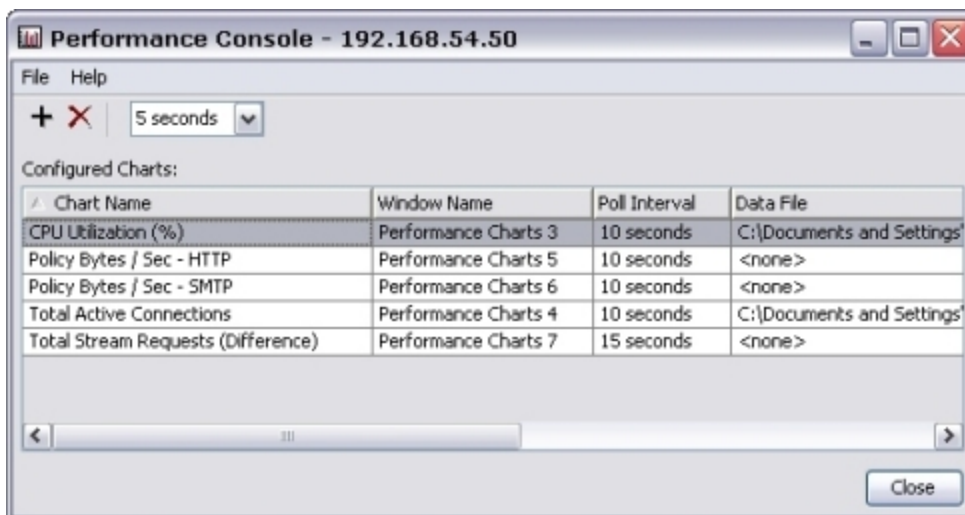 Performance Console - 192.168.54.50
File Help
5 seconds
Configured Charts:
Chart Name Window Name Poll Interval Data File
CPU Utilization (%) Performance Charts 3 10 seconds C:\Documents and Settings\
Policy Bytes / Sec - HTTP Performance Charts 5 10 seconds <none>
Policy Bytes / Sec - SMTP Performance Charts 6 10 seconds <none>
Total Active Connections Performance Charts 4 10 seconds C:\Documents and Settings\
Total Stream Requests (Difference) Performance Charts 7 15 seconds <none>
Close